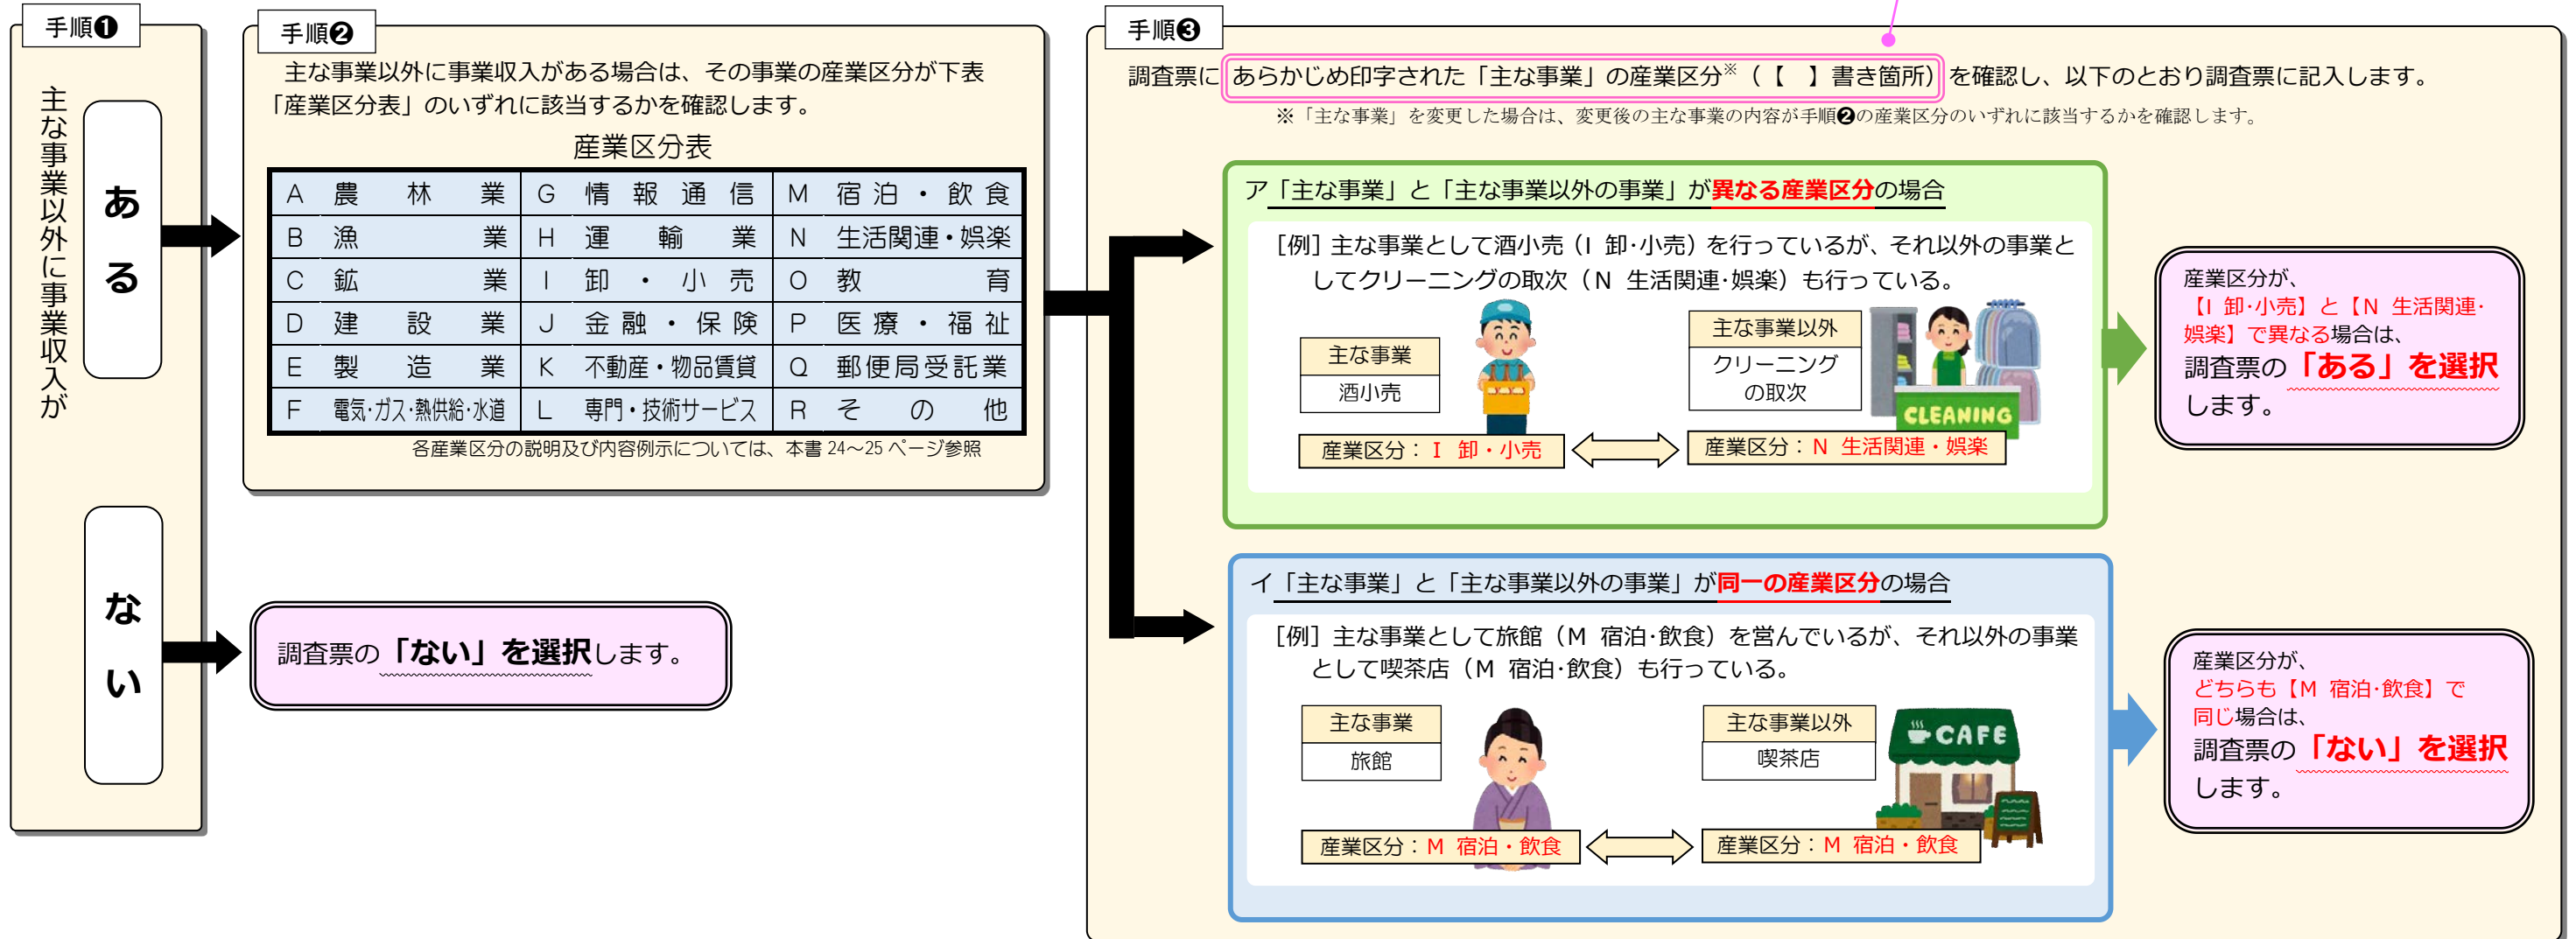 手順❶
主な事業以外に事業収入が
ある
ない
手順❷
主な事業以外に事業収入がある場合は、その事業の産業区分が下表
「産業区分表」のいずれに該当するかを確認します。
産業区分表
A 農林業 G 情報通信 M 宿泊・飲食
B 漁業 H 運輸業 N 生活関連・娯楽
C 鉱業 I 卸・小売 O 教育
D 建設業 J 金融・保険 P 医療・福祉
E 製造業 K 不動産・物品賃貸 Q 郵便局受託業
F 電気・ガス・熱供給・水道 L 専門・技術サービス R その他
各産業区分の説明及び内容例示については、本書 24～25 ページ参照
調査票の「ない」を選択します。
手順❸
調査票にあらかじめ印字された「主な事業」の産業区分※（【　】書き箇所）を確認し、以下のとおり調査票に記入します。
※「主な事業」を変更した場合は、変更後の主な事業の内容が手順❷の産業区分のいずれに該当するかを確認します。
ア「主な事業」と「主な事業以外の事業」が異なる産業区分の場合
［例］主な事業として酒小売（I 卸・小売）を行っているが、それ以外の事業と
してクリーニングの取次（N 生活関連・娯楽）も行っている。
主な事業
酒小売
主な事業以外
クリーニング
の取次
CLEANING
産業区分：I 卸・小売
産業区分：N 生活関連・娯楽
産業区分が、
【I 卸・小売】と【N 生活関連・
娯楽】で異なる場合は、
調査票の「ある」を選択
します。
イ「主な事業」と「主な事業以外の事業」が同一の産業区分の場合
［例］主な事業として旅館（M 宿泊・飲食）を営んでいるが、それ以外の事業
として喫茶店（M 宿泊・飲食）も行っている。
主な事業
旅館
主な事業以外
喫茶店
CAFE
産業区分：M 宿泊・飲食
産業区分：M 宿泊・飲食
産業区分が、
どちらも【M 宿泊・飲食】で
同じ場合は、
調査票の「ない」を選択
します。